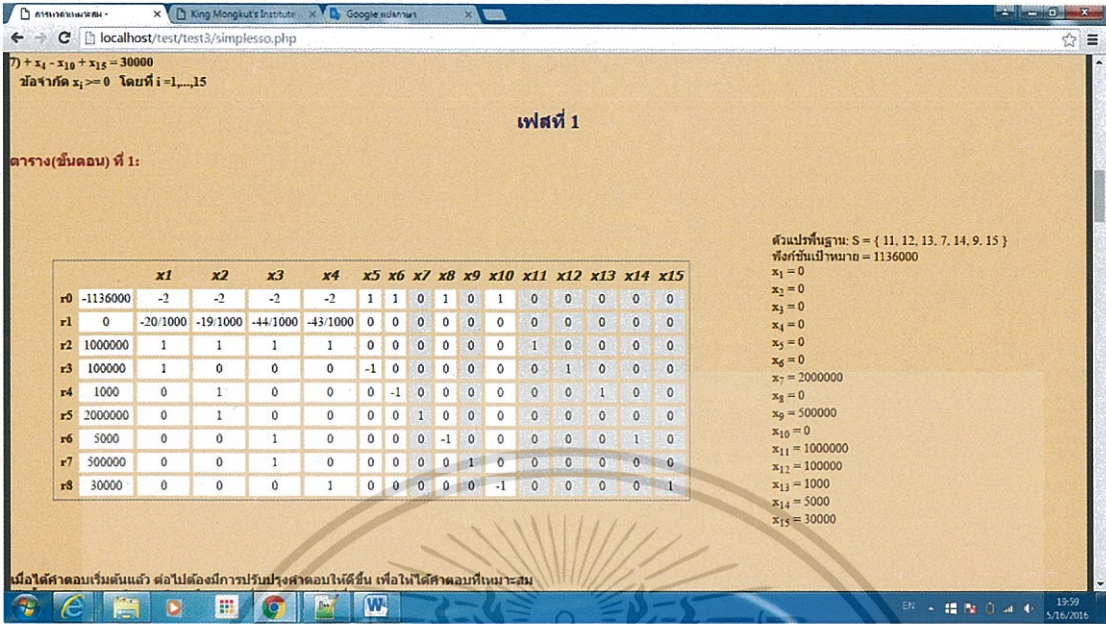 การหาค่าเหมาะสม -
King Mongkut's Institute
Google แปลภาษา
localhost/test/test3/simplesso.php
7) + x4 - x10 + x15 = 30000
ข้อจำกัด xi >= 0 โดยที่ i =1,...,15
เฟสที่ 1
ตาราง(ขั้นตอน) ที่ 1:
x1 x2 x3 x4 x5 x6 x7 x8 x9 x10 x11 x12 x13 x14 x15
r0 -1136000 -2 -2 -2 -2 1 1 0 1 0 1 0 0 0 0 0
r1 0 -20/1000 -19/1000 -44/1000 -43/1000 0 0 0 0 0 0 0 0 0 0 0
r2 1000000 1 1 1 1 0 0 0 0 0 0 1 0 0 0 0
r3 100000 1 0 0 0 -1 0 0 0 0 0 0 1 0 0 0
r4 1000 0 1 0 0 0 -1 0 0 0 0 0 0 1 0 0
r5 2000000 0 1 0 0 0 0 1 0 0 0 0 0 0 0 0
r6 5000 0 0 1 0 0 0 0 -1 0 0 0 0 0 1 0
r7 500000 0 0 1 0 0 0 0 0 1 0 0 0 0 0 0
r8 30000 0 0 0 1 0 0 0 0 0 -1 0 0 0 0 1
ตัวแปรพื้นฐาน: S = { 11, 12, 13, 7, 14, 9, 15 }
ฟังก์ชันเป้าหมาย = 1136000
x1 = 0
x2 = 0
x3 = 0
x4 = 0
x5 = 0
x6 = 0
x7 = 2000000
x8 = 0
x9 = 500000
x10 = 0
x11 = 1000000
x12 = 100000
x13 = 1000
x14 = 5000
x15 = 30000
เมื่อได้คำตอบเริ่มต้นแล้ว ต่อไปต้องมีการปรับปรุงคำตอบให้ดีขึ้น เพื่อให้ได้คำตอบที่เหมาะสม
EN
19:59
5/16/2016